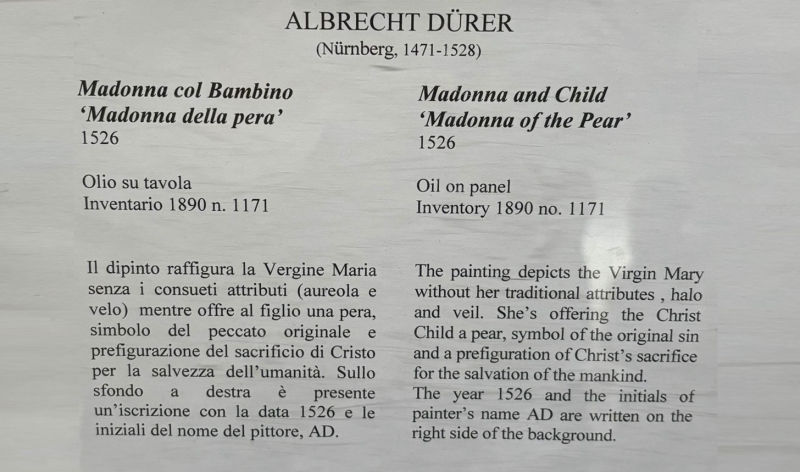 ALBRECHT DÜRER
(Nürnberg, 1471-1528)
Madonna col Bambino
‘Madonna della pera’
1526
Olio su tavola
Inventario 1890 n. 1171
Il dipinto raffigura la Vergine Maria
senza i consueti attributi (aureola e
velo) mentre offre al figlio una pera,
simbolo del peccato originale e
prefigurazione del sacrificio di Cristo
per la salvezza dell’umanità. Sullo
sfondo a destra è presente
un’iscrizione con la data 1526 e le
iniziali del nome del pittore, AD.
Madonna and Child
‘Madonna of the Pear’
1526
Oil on panel
Inventory 1890 no. 1171
The painting depicts the Virgin Mary
without her traditional attributes , halo
and veil. She’s offering the Christ
Child a pear, symbol of the original sin
and a prefiguration of Christ’s sacrifice
for the salvation of the mankind.
The year 1526 and the initials of
painter’s name AD are written on the
right side of the background.